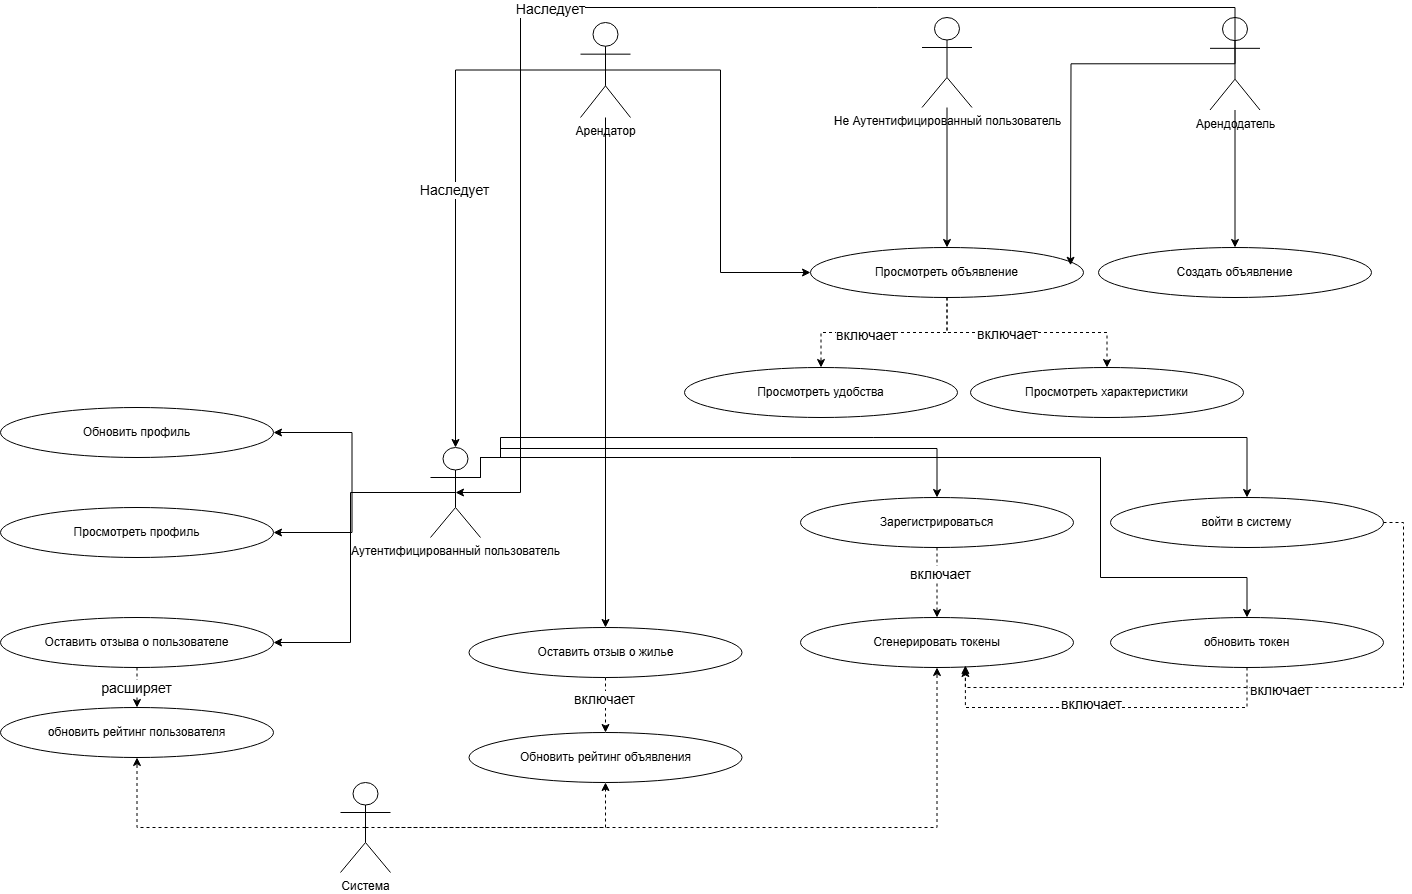 Наследует
Арендатор
Не Аутентифицированный пользователь
Арендодатель
Наследует
Просмотреть объявление
Создать объявление
включает
включает
Просмотреть удобства
Просмотреть характеристики
Обновить профиль
Зарегистрироваться
войти в систему
Просмотреть профиль
Аутентифицированный пользователь
включает
Оставить отзыва о пользователе
Оставить отзыв о жилье
Сгенерировать токены
обновить токен
расширяет
включает
включает
включает
обновить рейтинг пользователя
Обновить рейтинг объявления
Система